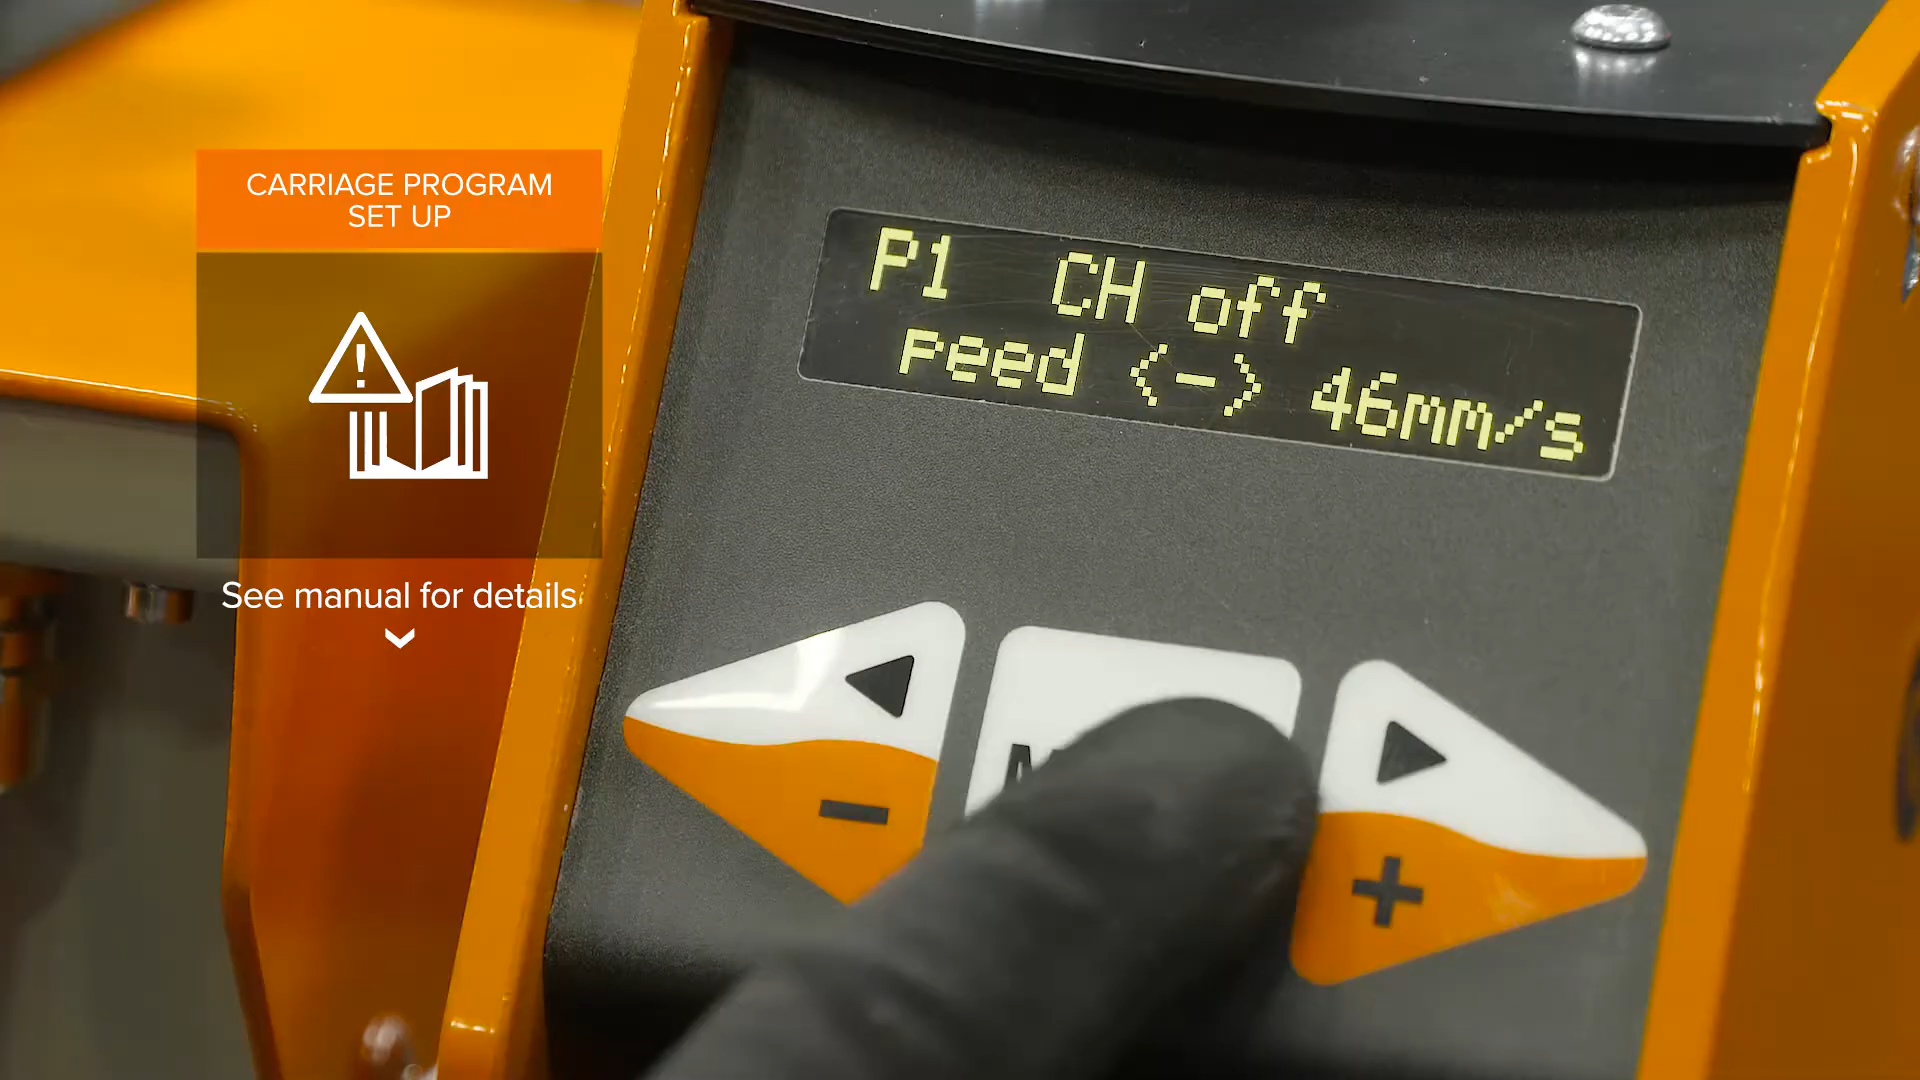 CARRIAGE PROGRAM
SET UP
See manual for details
P1 CH off
feed <-> 46mm/s
−
+